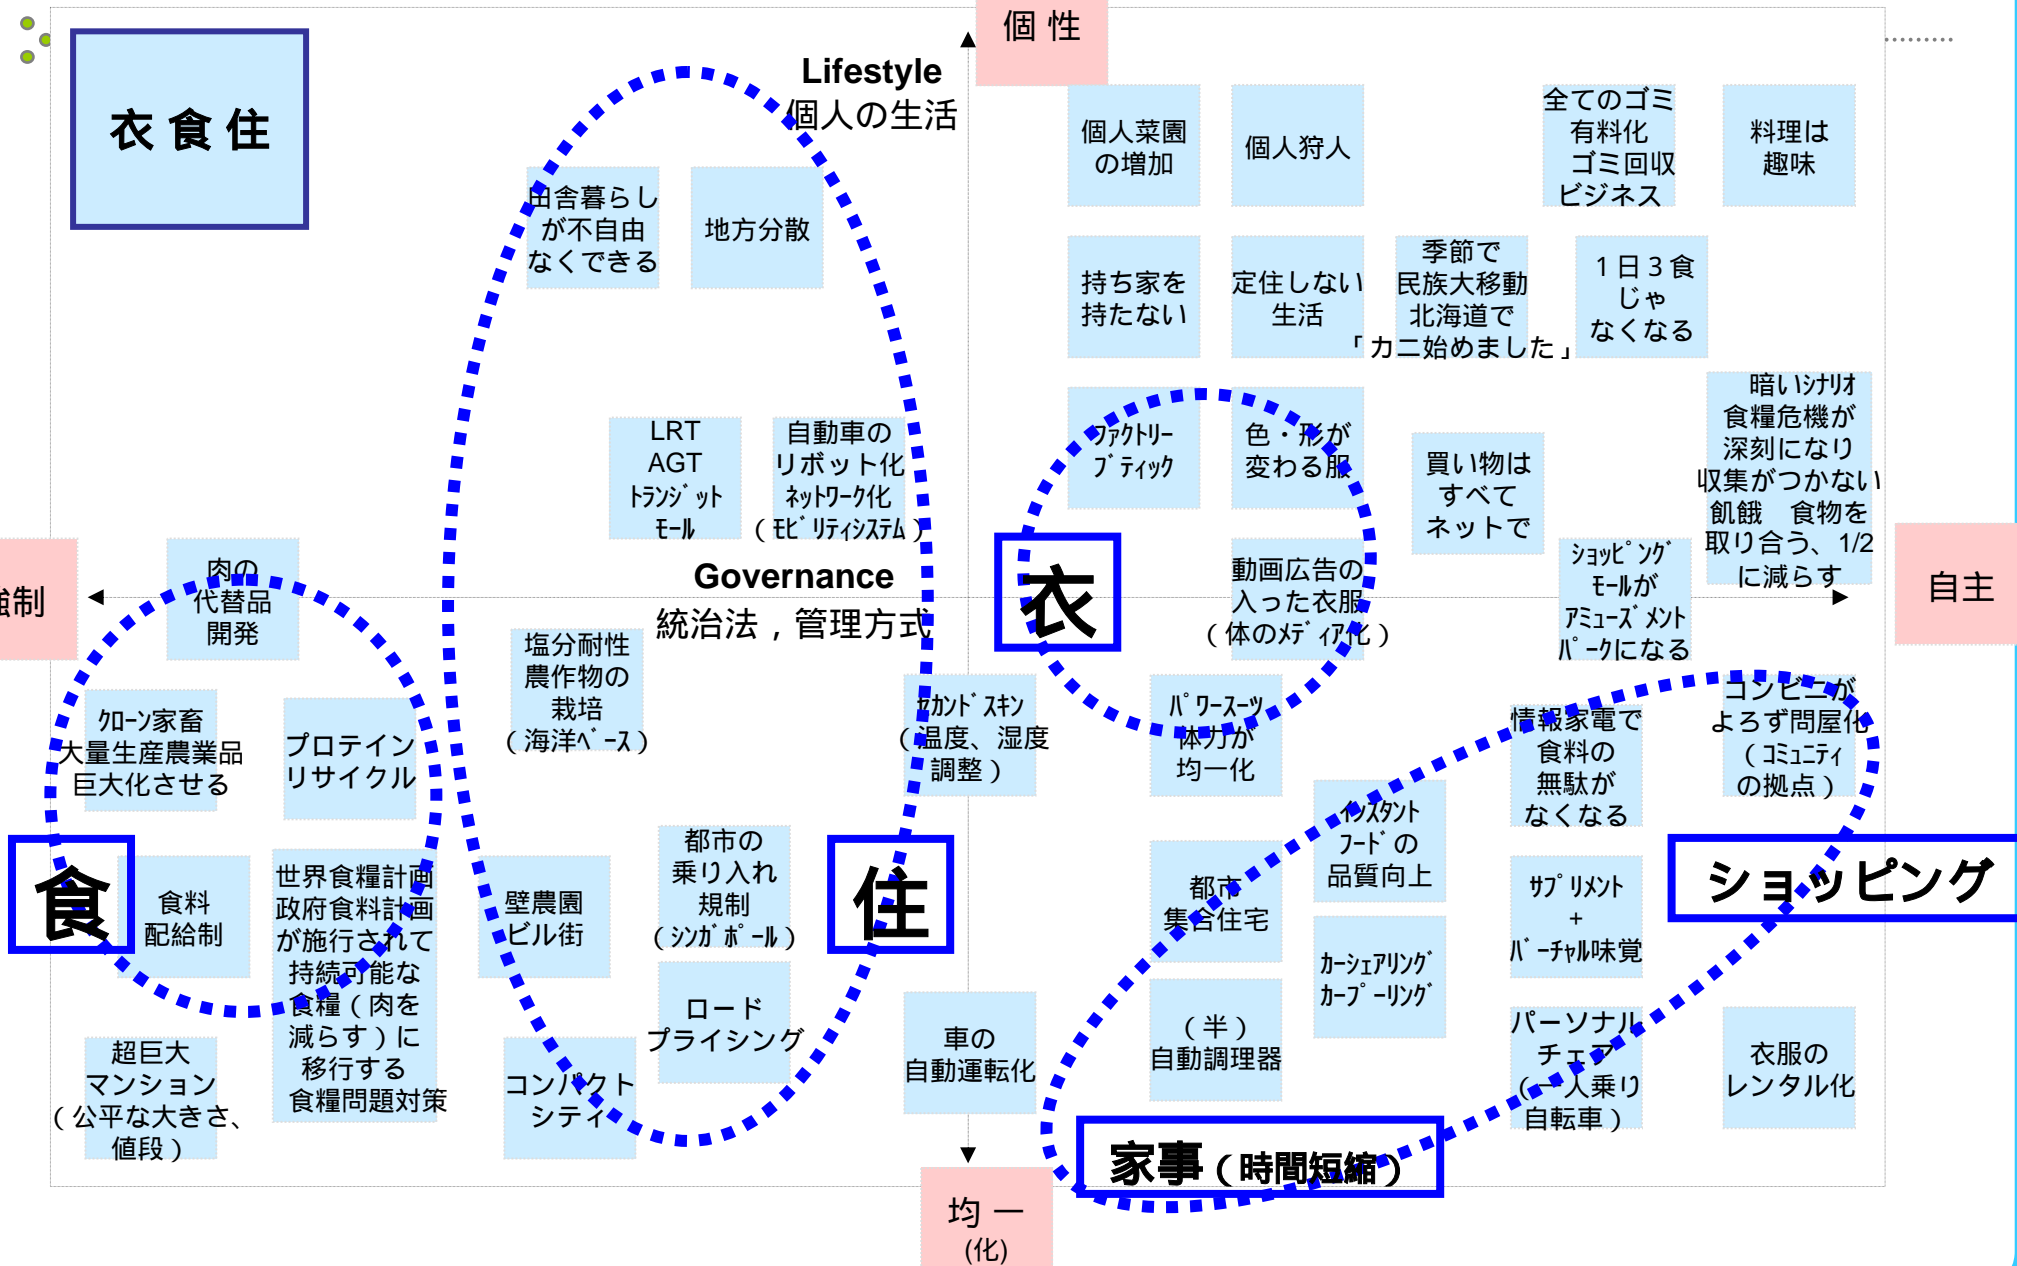 個 性
衣 食 住
Lifestyle
個人の生活
個人菜園
の増加
個人狩人
全てのゴミ
有料化
ゴミ回収
ビジネス
料理は
趣味
田舎暮らし
が不自由
なくできる
地方分散
持ち家を
持たない
定住しない
生活
季節で
民族大移動
北海道で
「カニ始めました」
1日3食
じゃ
なくなる
LRT
AGT
トランジット
モール
自動車の
リボット化
ネットワーク化
(モビリティシステム)
ファクトリー
ブティック
色・形が
変わる服
買い物は
すべて
ネットで
暗いシナリオ
食糧危機が
深刻になり
収集がつかない
飢餓 食物を
取り合う、1/2
に減らす
強制
肉の
代替品
開発
Governance
統治法,管理方式
衣
動画広告の
入った衣服
(体のメディア化)
ショッピング
モールが
アミューズメント
パークになる
自主
塩分耐性
農作物の
栽培
(海洋ベース)
クローン家畜
大量生産農業品
巨大化させる
プロテイン
リサイクル
セカンドスキン
(温度、湿度
調整)
パワースーツ
体力が
均一化
情報家電で
食料の
無駄が
なくなる
コンビニが
よろず問屋化
(コミュニティ
の拠点)
食
食料
配給制
世界食糧計画
政府食料計画
が施行されて
持続可能な
食糧(肉を
減らす)に
移行する
食糧問題対策
壁農園
ビル街
都市の
乗り入れ
規制
(シンガポール)
住
都市
集合住宅
インスタント
フードの
品質向上
サプリメント
+
バーチャル味覚
ショッピング
カーシェアリング
カープーリング
超巨大
マンション
(公平な大きさ、
値段)
コンパクト
シティ
ロード
プライシング
車の
自動運転化
(半)
自動調理器
パーソナル
チェア
(一人乗り
自転車)
衣服の
レンタル化
家事(時間短縮)
均 一
(化)